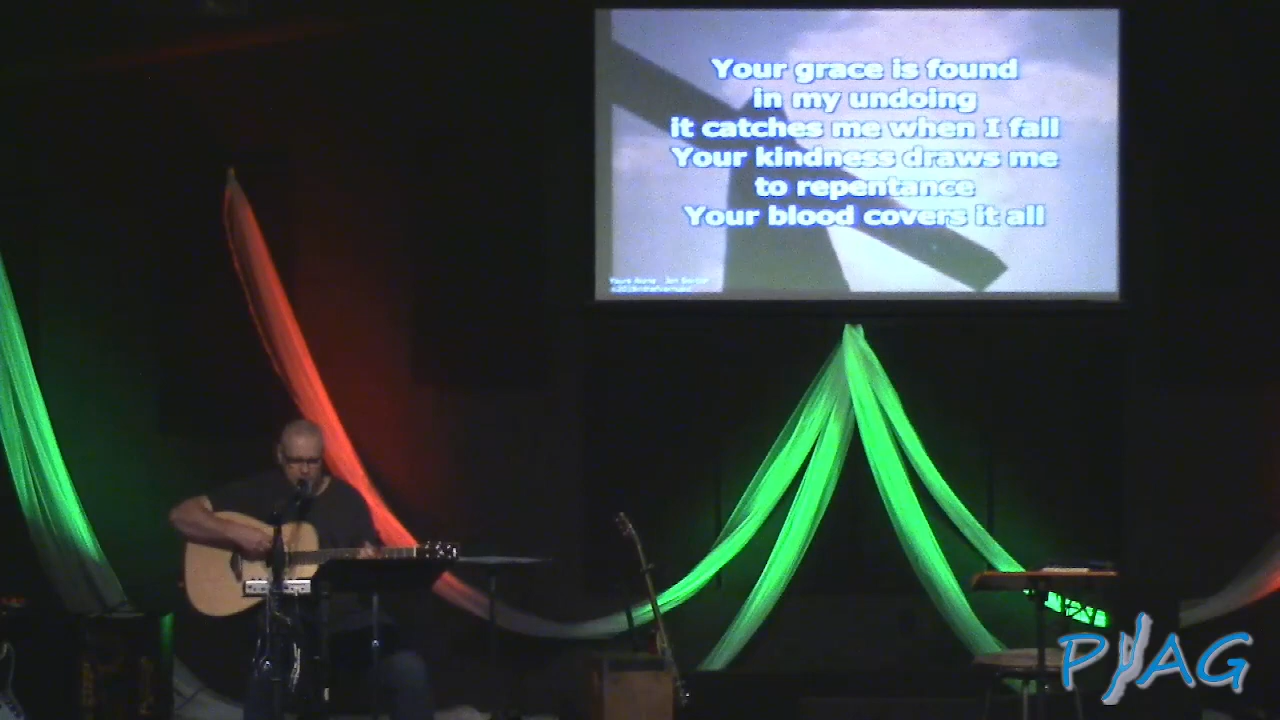 Your grace is found
in my undoing
it catches me when I fall
Your kindness draws me
to repentance
Your blood covers it all
PYAG